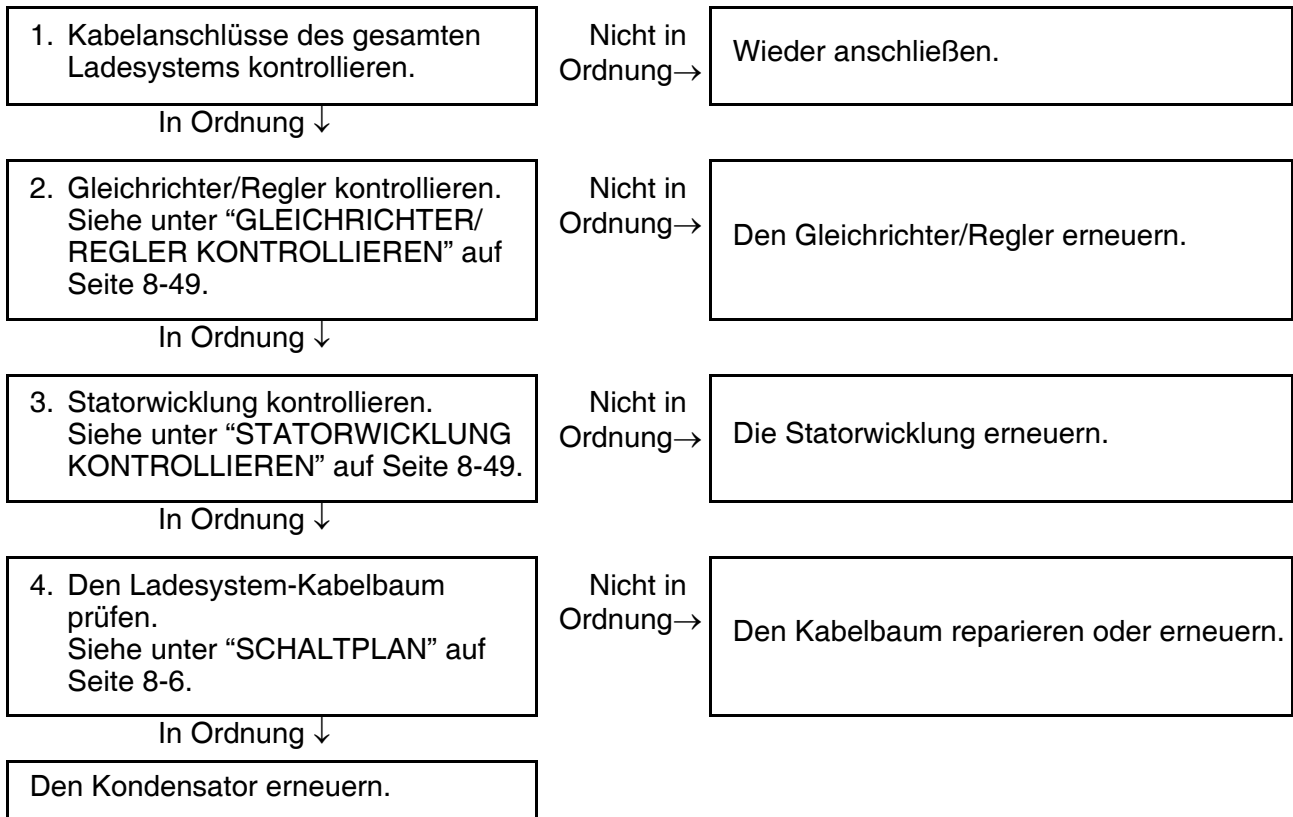 1. Kabelanschlüsse des gesamten
Ladesystems kontrollieren.
Nicht in
Ordnung→
Wieder anschließen.
In Ordnung ↓
2. Gleichrichter/Regler kontrollieren.
Siehe unter “GLEICHRICHTER/
REGLER KONTROLLIEREN” auf
Seite 8-49.
Nicht in
Ordnung→
Den Gleichrichter/Regler erneuern.
In Ordnung ↓
3. Statorwicklung kontrollieren.
Siehe unter “STATORWICKLUNG
KONTROLLIEREN” auf Seite 8-49.
Nicht in
Ordnung→
Die Statorwicklung erneuern.
In Ordnung ↓
4. Den Ladesystem-Kabelbaum
prüfen.
Siehe unter “SCHALTPLAN” auf
Seite 8-6.
Nicht in
Ordnung→
Den Kabelbaum reparieren oder erneuern.
In Ordnung ↓
Den Kondensator erneuern.